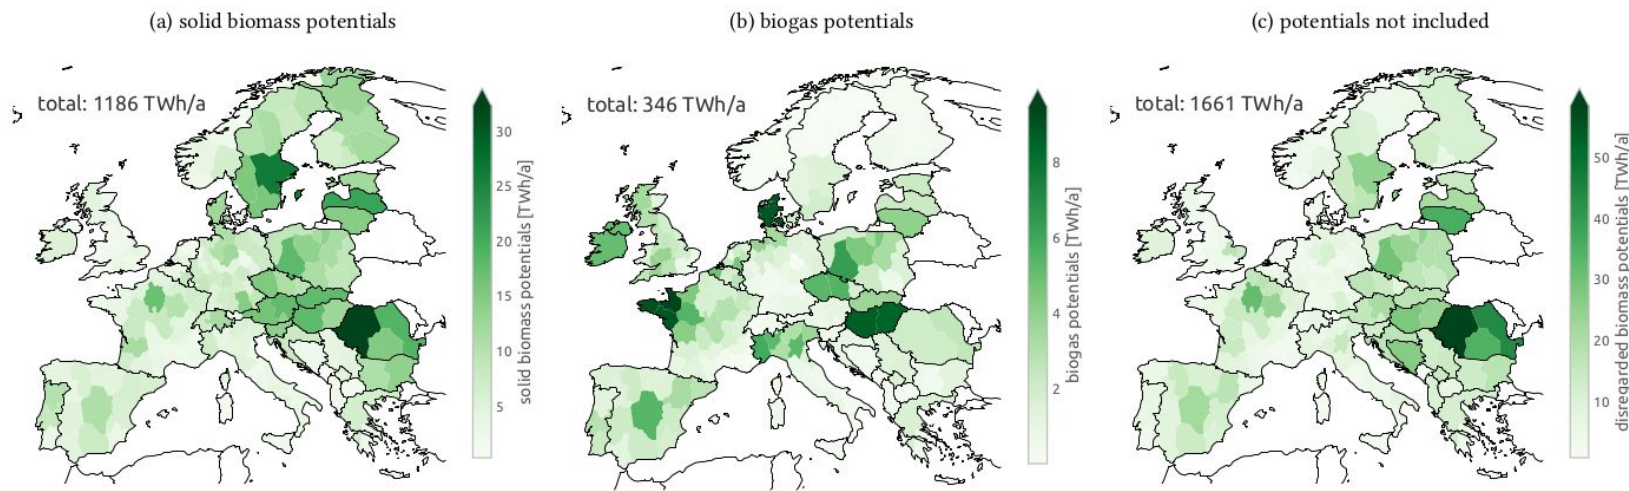 (a) solid biomass potentials
total: 1186 TWh/a
30
25
20
15
10
5
solid biomass potentials [TWh/a]
(b) biogas potentials
total: 346 TWh/a
8
6
4
2
biogas potentials [TWh/a]
(c) potentials not included
total: 1661 TWh/a
50
40
30
20
10
disregarded biomass potentials [TWh/a]